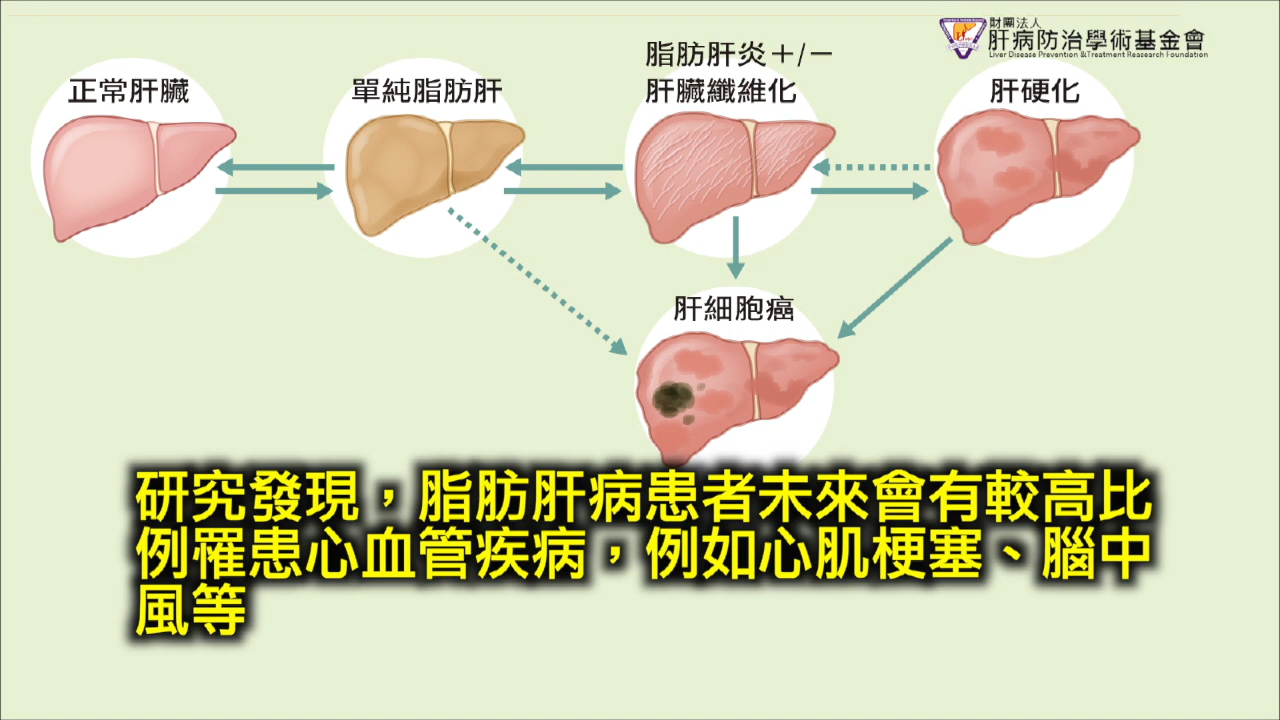 財團法人
肝病防治學術基金會
Liver Disease Prevention &Treatment Reasearch Foundation
正常肝臟
單純脂肪肝
脂肪肝炎＋/－
肝臟纖維化
肝硬化
肝細胞癌
研究發現，脂肪肝病患者未來會有較高比
例罹患心血管疾病，例如心肌梗塞、腦中
風等